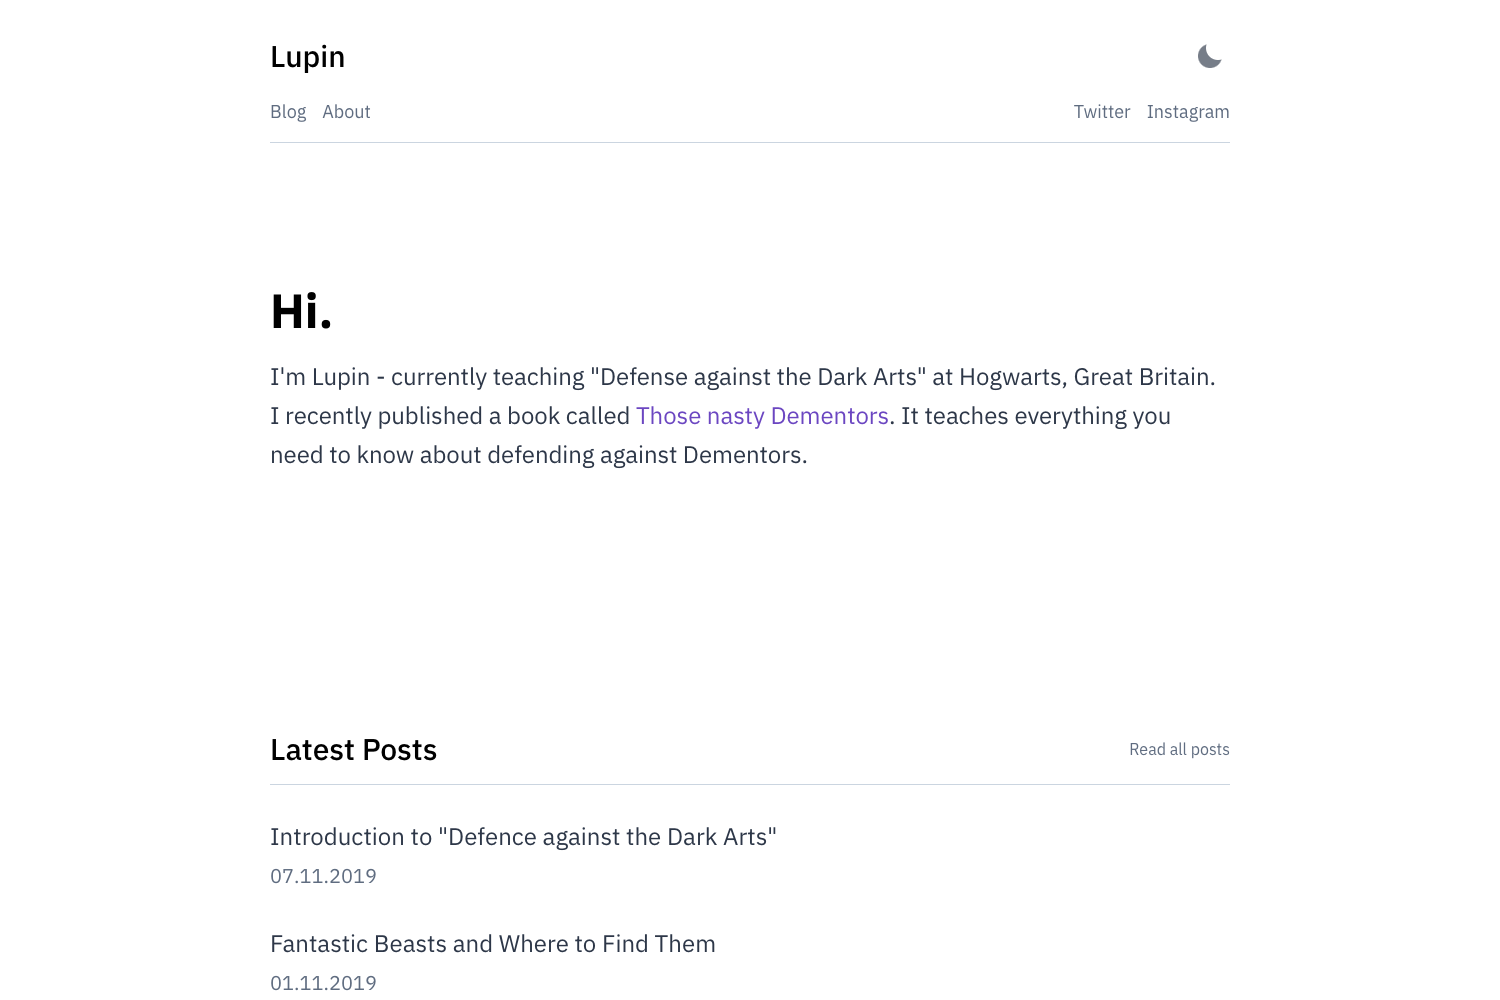 Lupin
Blog About
Twitter Instagram
Hi.
I'm Lupin - currently teaching "Defense against the Dark Arts" at Hogwarts, Great Britain.
I recently published a book called Those nasty Dementors. It teaches everything you
need to know about defending against Dementors.
Latest Posts
Read all posts
Introduction to "Defence against the Dark Arts"
07.11.2019
Fantastic Beasts and Where to Find Them
01.11.2019